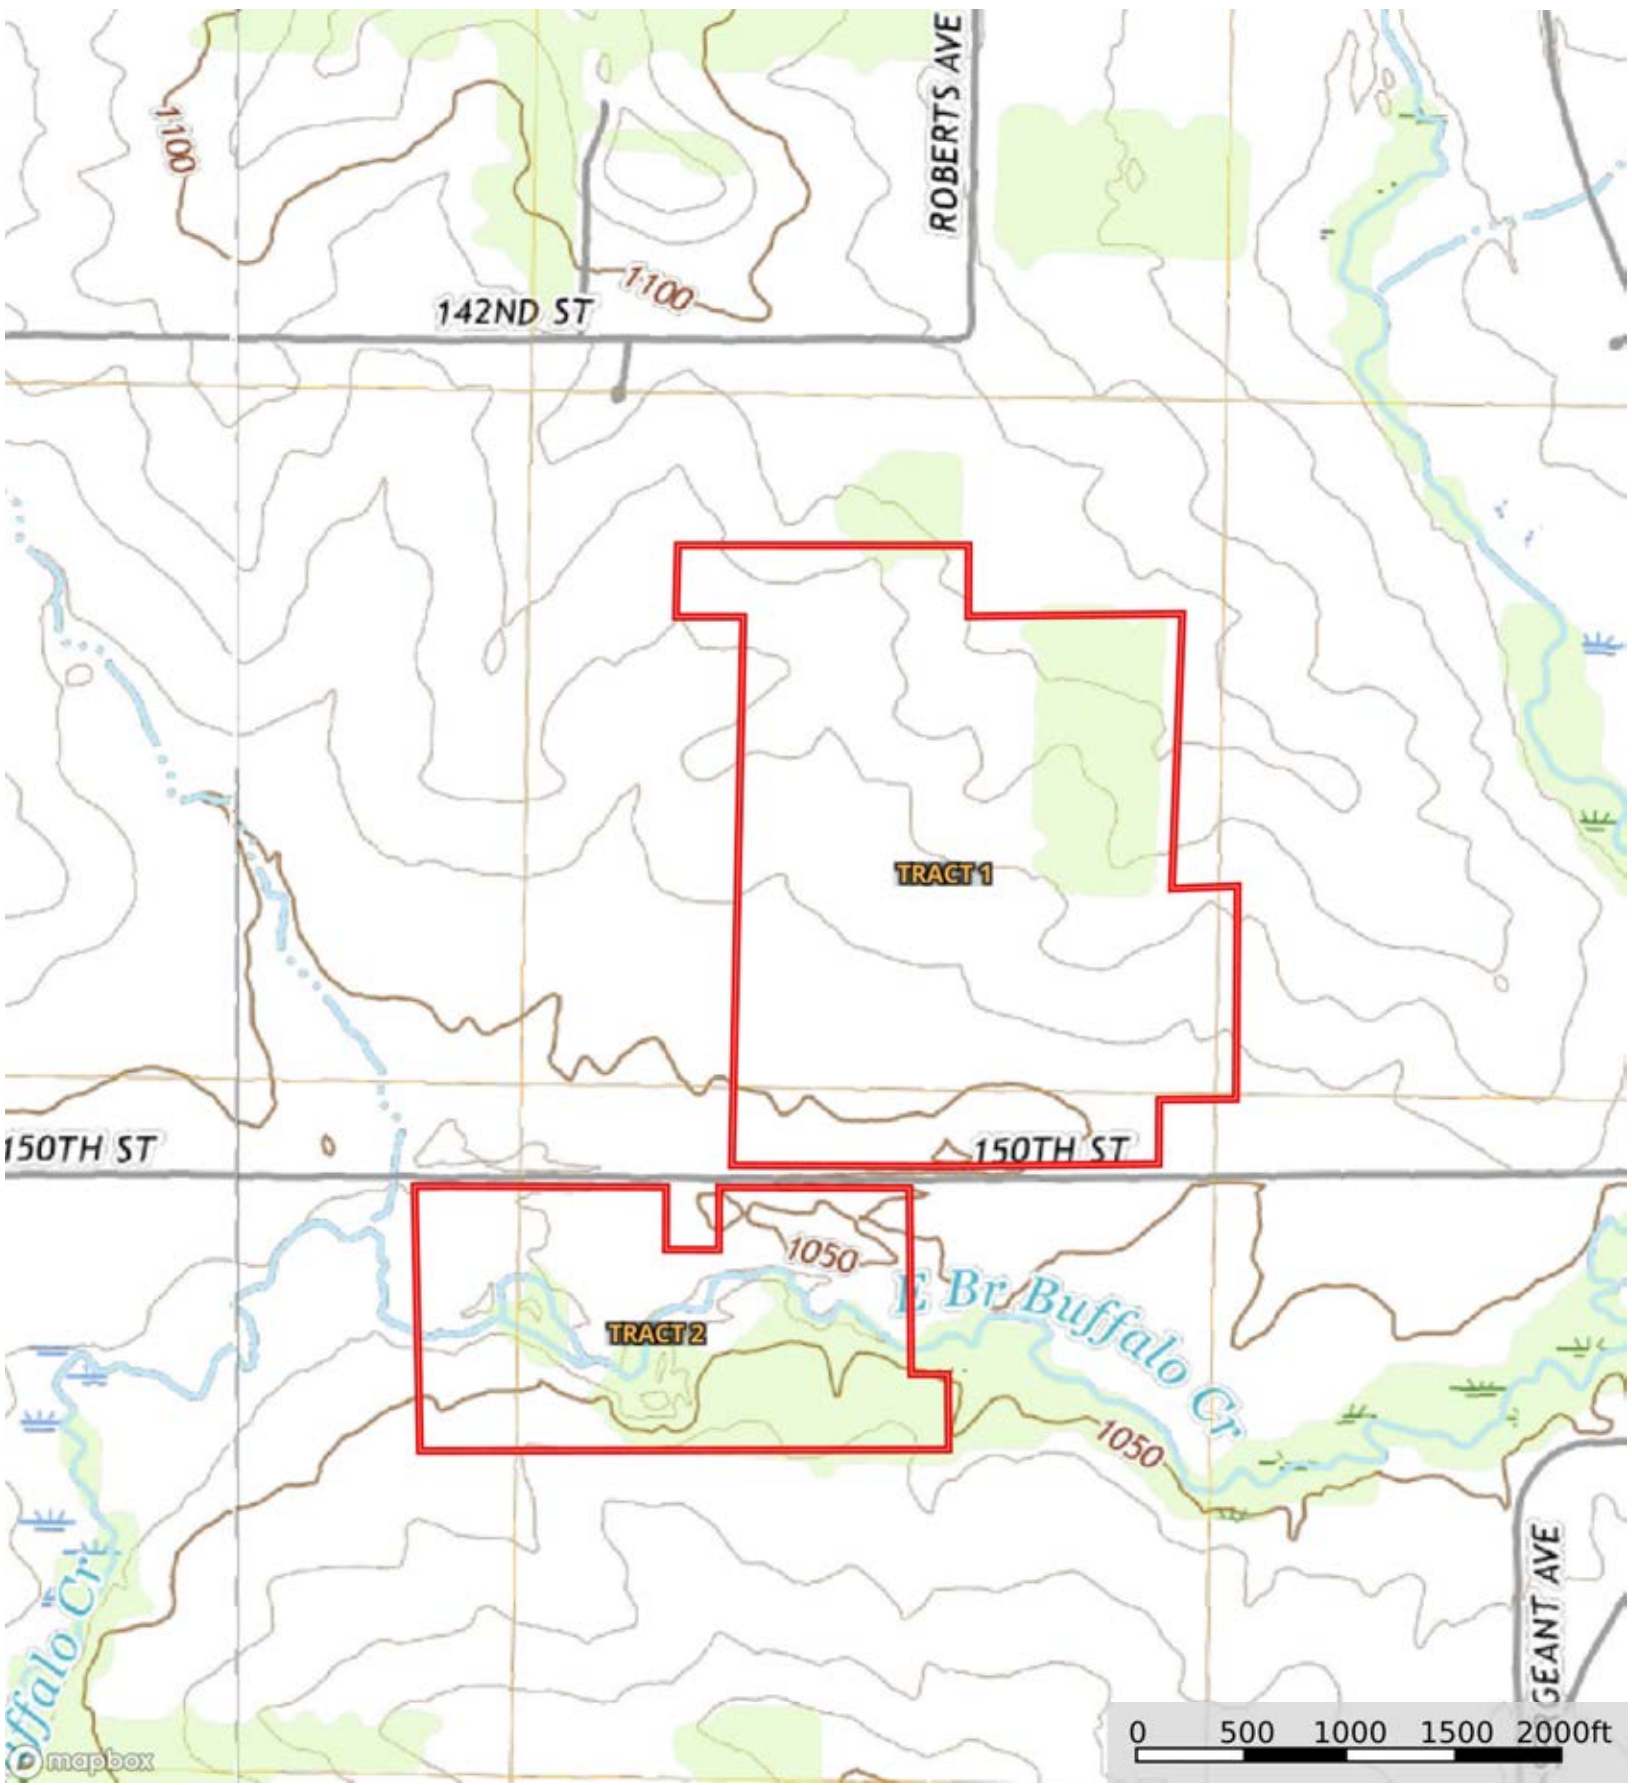 ROBERTS AVE
1100
1100
142ND ST
TRACT 1
150TH ST
150TH ST
1050
E Br Buffalo Cr
TRACT 2
1050
ffalo Cr
GEANT AVE
0 500 1000 1500 2000ft
mapbox